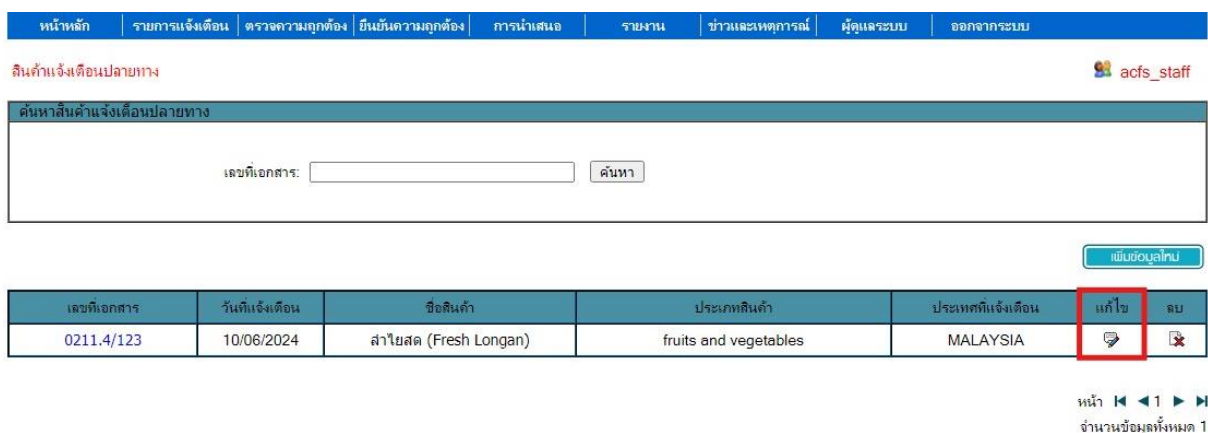 หน้าหลัก รายการแจ้งเตือน ตรวจความถูกต้อง ยืนยันความถูกต้อง การนำเสนอ รายงาน ข่าวและเหตุการณ์ ผู้ดูแลระบบ ออกจากระบบ
สินค้าแจ้งเตือนปลายทาง acfs_staff
ค้นหาสินค้าแจ้งเตือนปลายทาง
เลขที่เอกสาร: ค้นหา
เพิ่มข้อมูลใหม่
เลขที่เอกสาร วันที่แจ้งเตือน ชื่อสินค้า ประเภทสินค้า ประเทศที่แจ้งเตือน แก้ไข ลบ
0211.4/123 10/06/2024 ลำไยสด (Fresh Longan) fruits and vegetables MALAYSIA
หน้า 1
จำนวนข้อมูลทั้งหมด 1